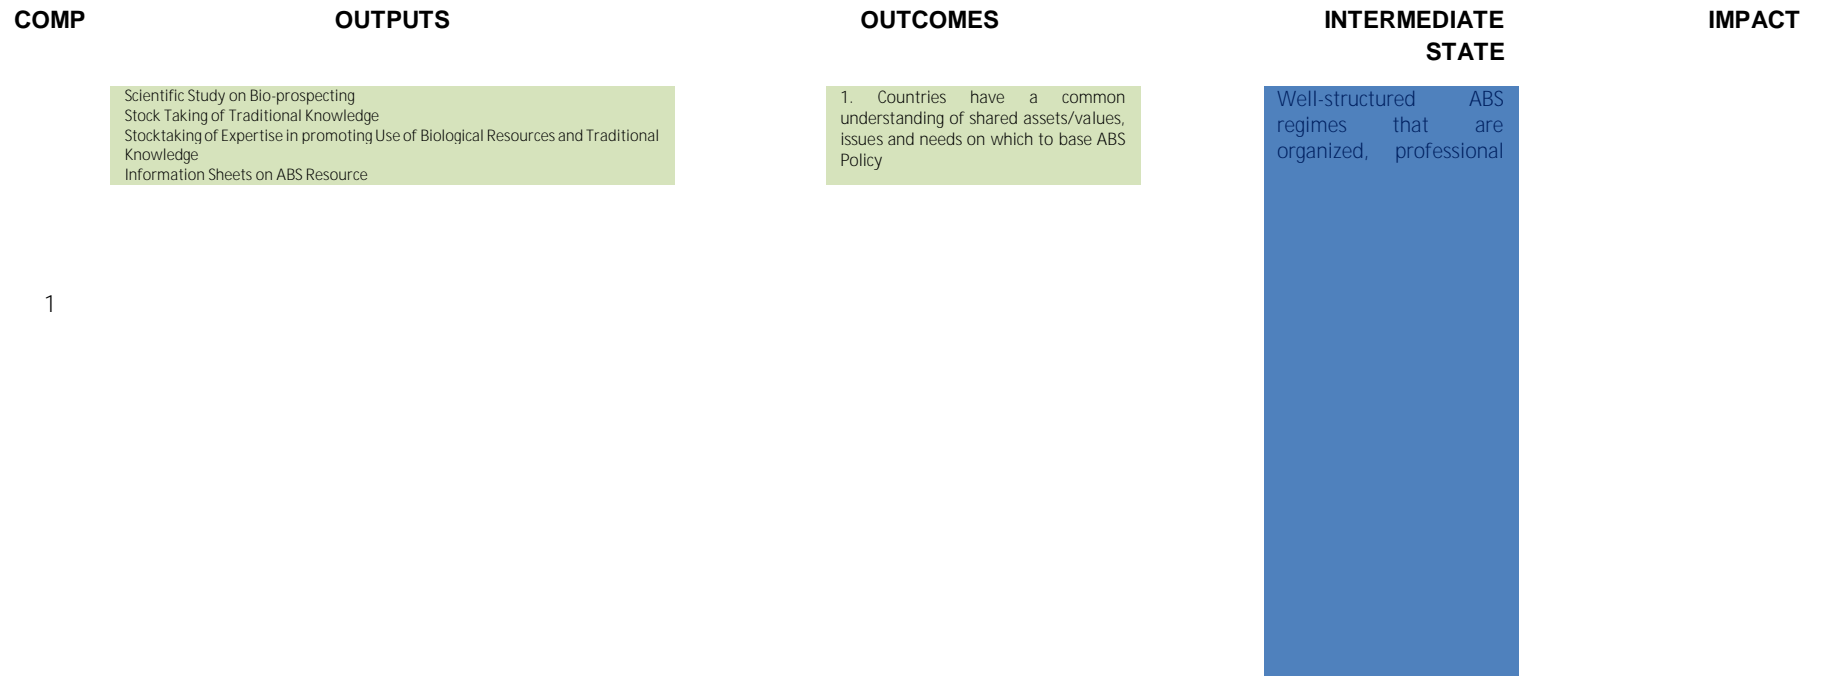 COMP OUTPUTS OUTCOMES INTERMEDIATE STATE IMPACT
Scientific Study on Bio-prospecting
Stock Taking of Traditional Knowledge
Stocktaking of Expertise in promoting Use of Biological Resources and Traditional
Knowledge
Information Sheets on ABS Resource
1. Countries have a common
understanding of shared assets/values,
issues and needs on which to base ABS
Policy
Well-structured ABS
regimes that are
organized, professional
1